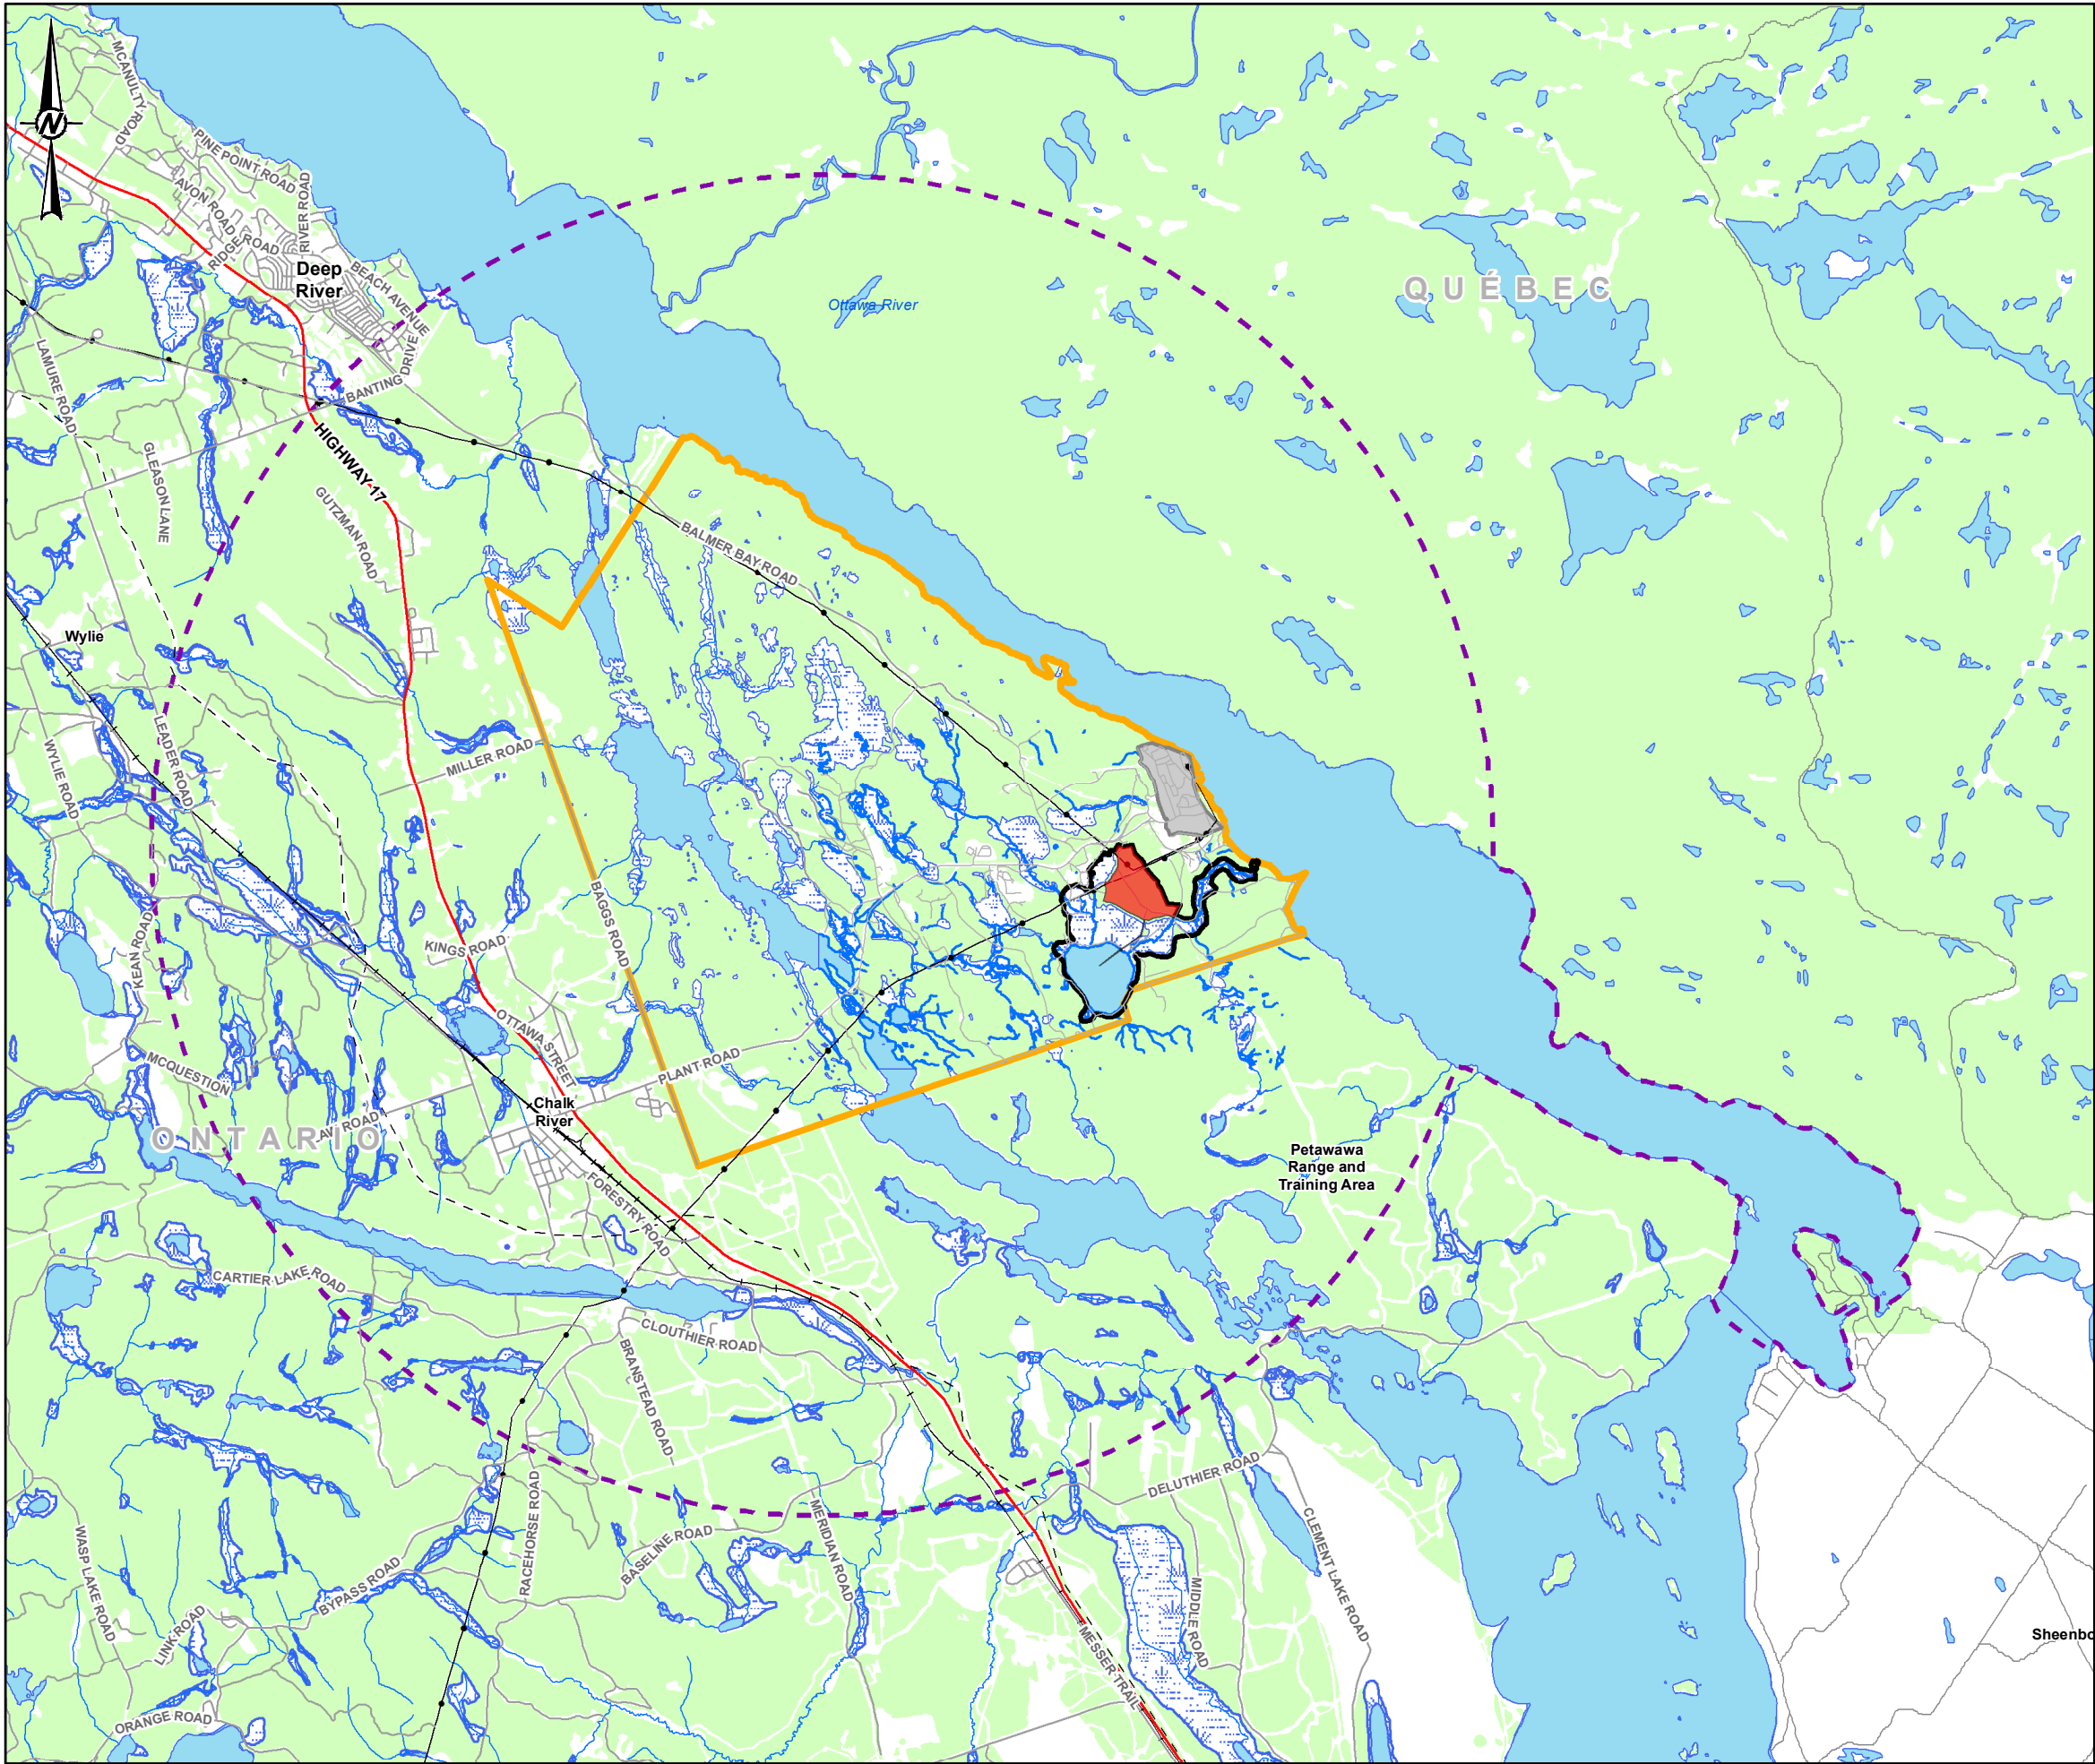 N
MCANULTY ROAD
PINE POINT ROAD
AVON ROAD
RIDGE ROAD
RIVER ROAD
Deep
River
BEACH AVENUE
BANTING DRIVE
Ottawa River
QUÉBEC
LAMURE ROAD
GLEASON LANE
HIGHWAY 17
GUTZMAN ROAD
BALMER BAY ROAD
Wylie
WYLIE ROAD
LEADER ROAD
MILLER ROAD
BAGGS ROAD
KEAN ROAD
KINGS ROAD
OTTAWA STREET
PLANT ROAD
MCQUESTION
Chalk
River
ONTARIO
ROAD
FORESTRY ROAD
Petawawa
Range and
Training Area
CARTIER LAKE ROAD
CLOUTHIER ROAD
BRANSTEAD ROAD
DELUTHIER ROAD
RACEHORSE ROAD
BASELINE ROAD
MERIDIAN ROAD
CLEMENT LAKE ROAD
MIDDLE ROAD
WASP LAKE ROAD
BYPASS ROAD
LINK ROAD
MESSER TRAIL
Sheenbo
ORANGE ROAD